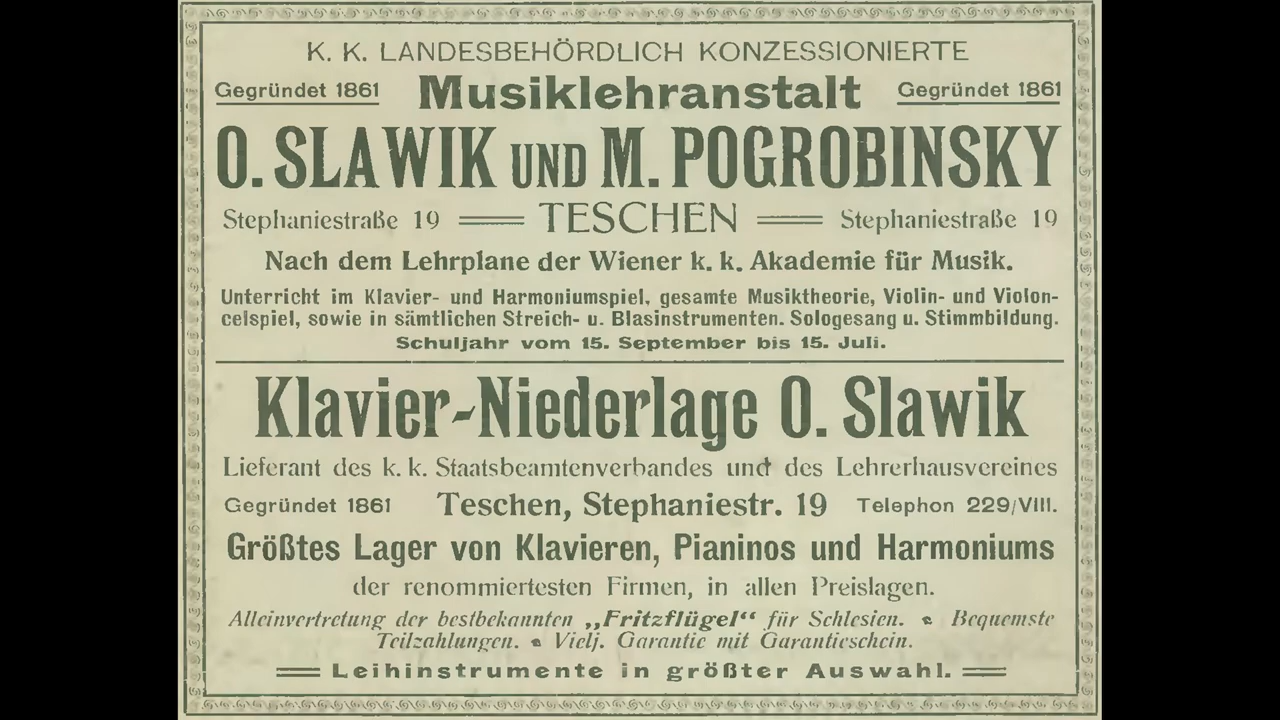 K. K. LANDESBEHÖRDLICH KONZESSIONIERTE
Gegründet 1861 Musiklehranstalt Gegründet 1861
O. SLAWIK UND M. POGROBINSKY
Stephaniestraße 19 TESCHEN Stephaniestraße 19
Nach dem Lehrplane der Wiener k. k. Akademie für Musik.
Unterricht im Klavier- und Harmoniumspiel, gesamte Musiktheorie, Violin- und Violon-
celspiel, sowie in sämtlichen Streich- u. Blasinstrumenten. Sologesang u. Stimmbildung.
Schuljahr vom 15. September bis 15. Juli.
Klavier-Niederlage O. Slawik
Lieferant des k. k. Staatsbeamtenverbandes und des Lehrerhausvereines
Gegründet 1861 Teschen, Stephaniestr. 19 Telephon 229/VIII.
Größtes Lager von Klavieren, Pianinos und Harmoniums
der renommiertesten Firmen, in allen Preislagen.
Alleinvertretung der bestbekannten „Fritzflügel“ für Schlesien. • Bequemste
Teilzahlungen. • Vielj. Garantie mit Garantieschein.
Leihinstrumente in größter Auswahl.